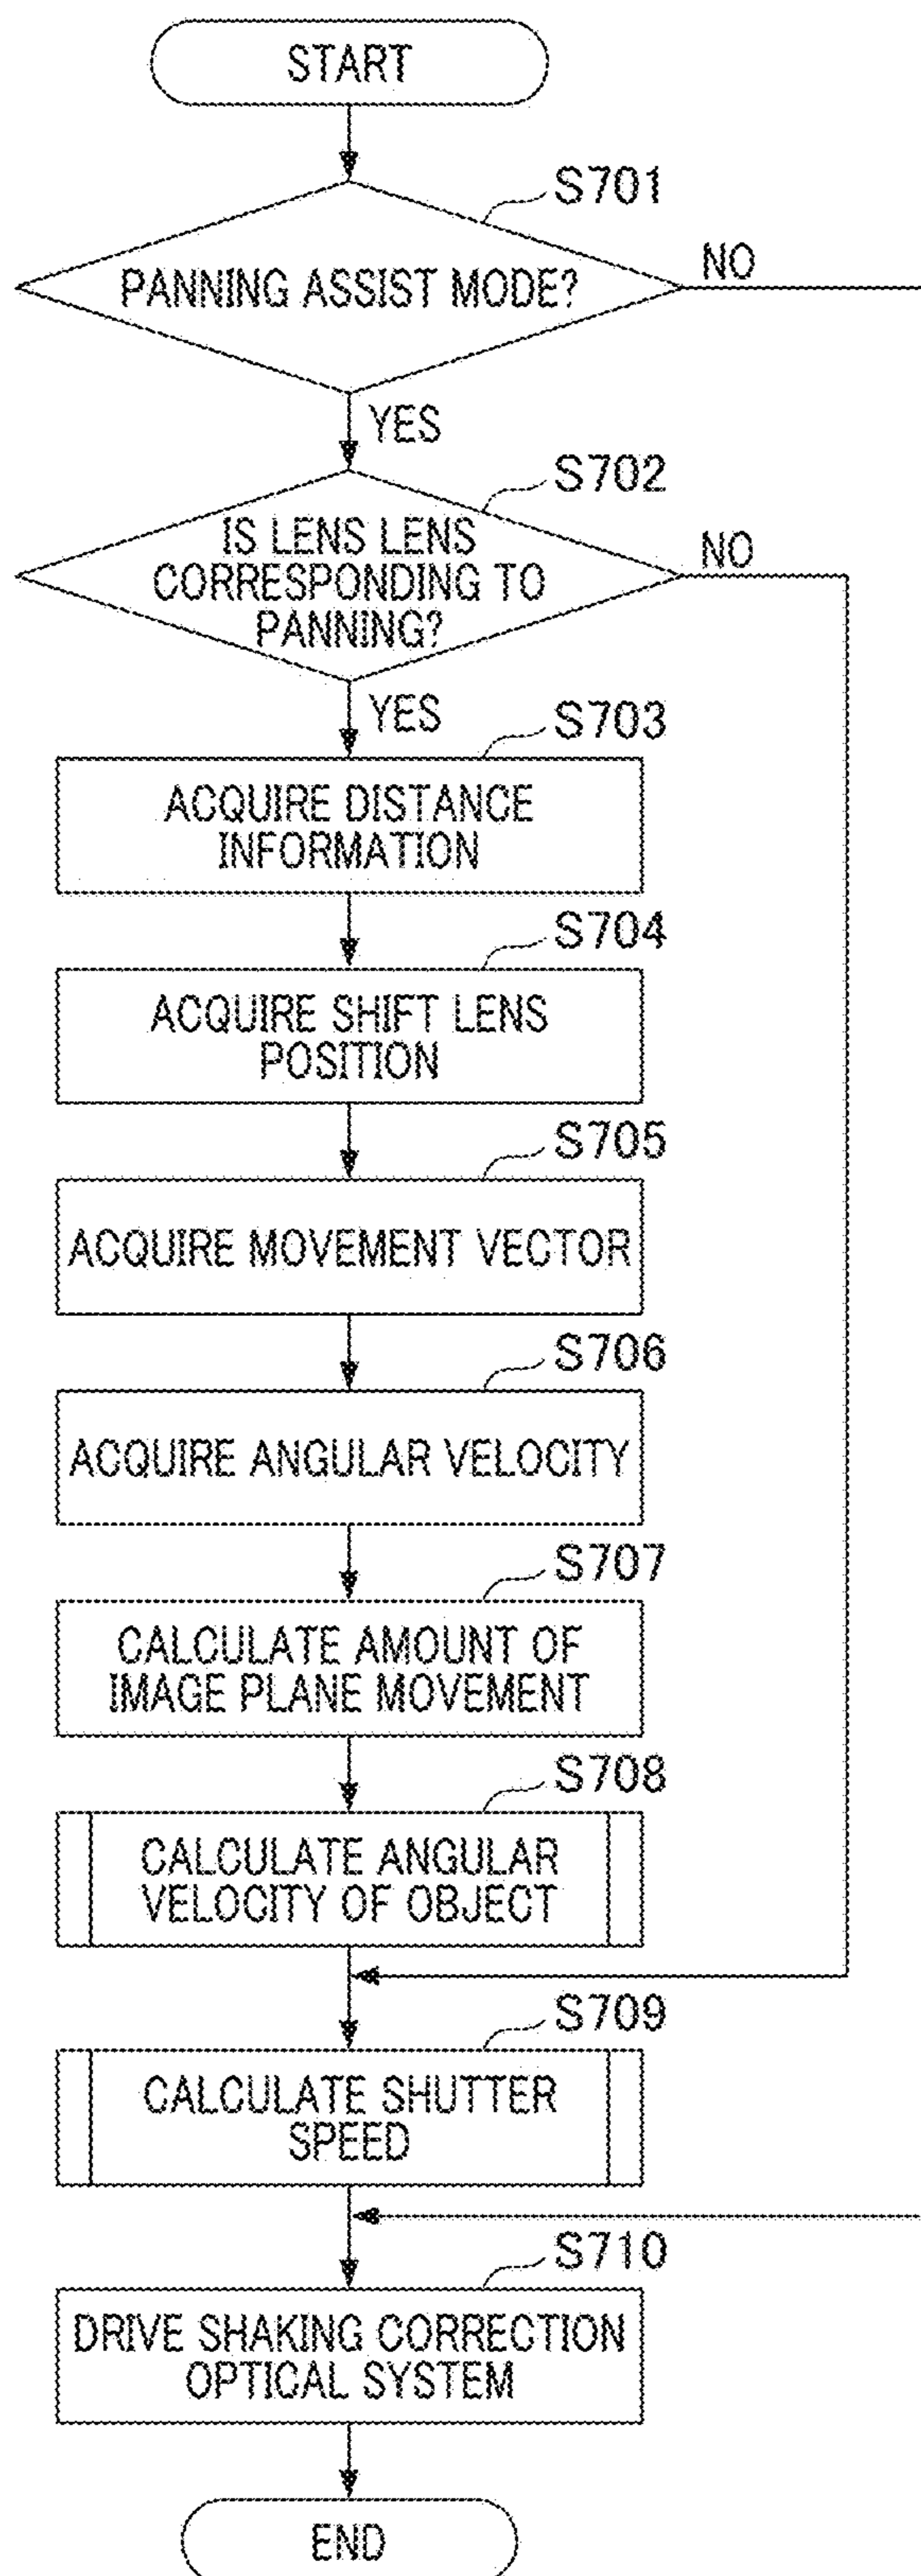 START
S701
PANNING ASSIST MODE?
NO
YES
S702
IS LENS LENS
CORRESPONDING TO
PANNING?
NO
YES
S703
ACQUIRE DISTANCE
INFORMATION
S704
ACQUIRE SHIFT LENS
POSITION
S705
ACQUIRE MOVEMENT VECTOR
S706
ACQUIRE ANGULAR VELOCITY
S707
CALCULATE AMOUNT OF
IMAGE PLANE MOVEMENT
S708
CALCULATE ANGULAR
VELOCITY OF OBJECT
S709
CALCULATE SHUTTER
SPEED
S710
DRIVE SHAKING CORRECTION
OPTICAL SYSTEM
END